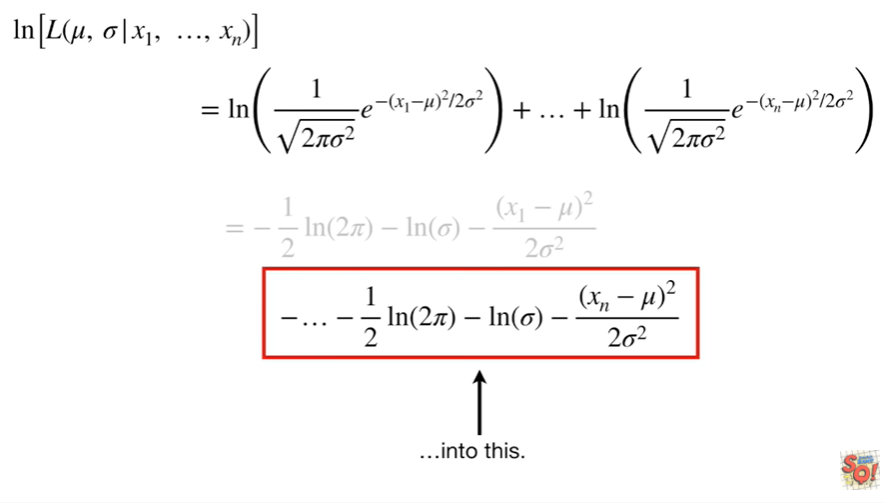 ln[L(μ, σ|x₁, …, xₙ)]
= ln(1/√(2πσ²) e^(−(x₁−μ)²/2σ²)) + … + ln(1/√(2πσ²) e^(−(xₙ−μ)²/2σ²))
= − 1/2 ln(2π) − ln(σ) − (x₁ − μ)²/2σ²
−… − 1/2 ln(2π) − ln(σ) − (xₙ − μ)²/2σ²
…into this.
SQ!